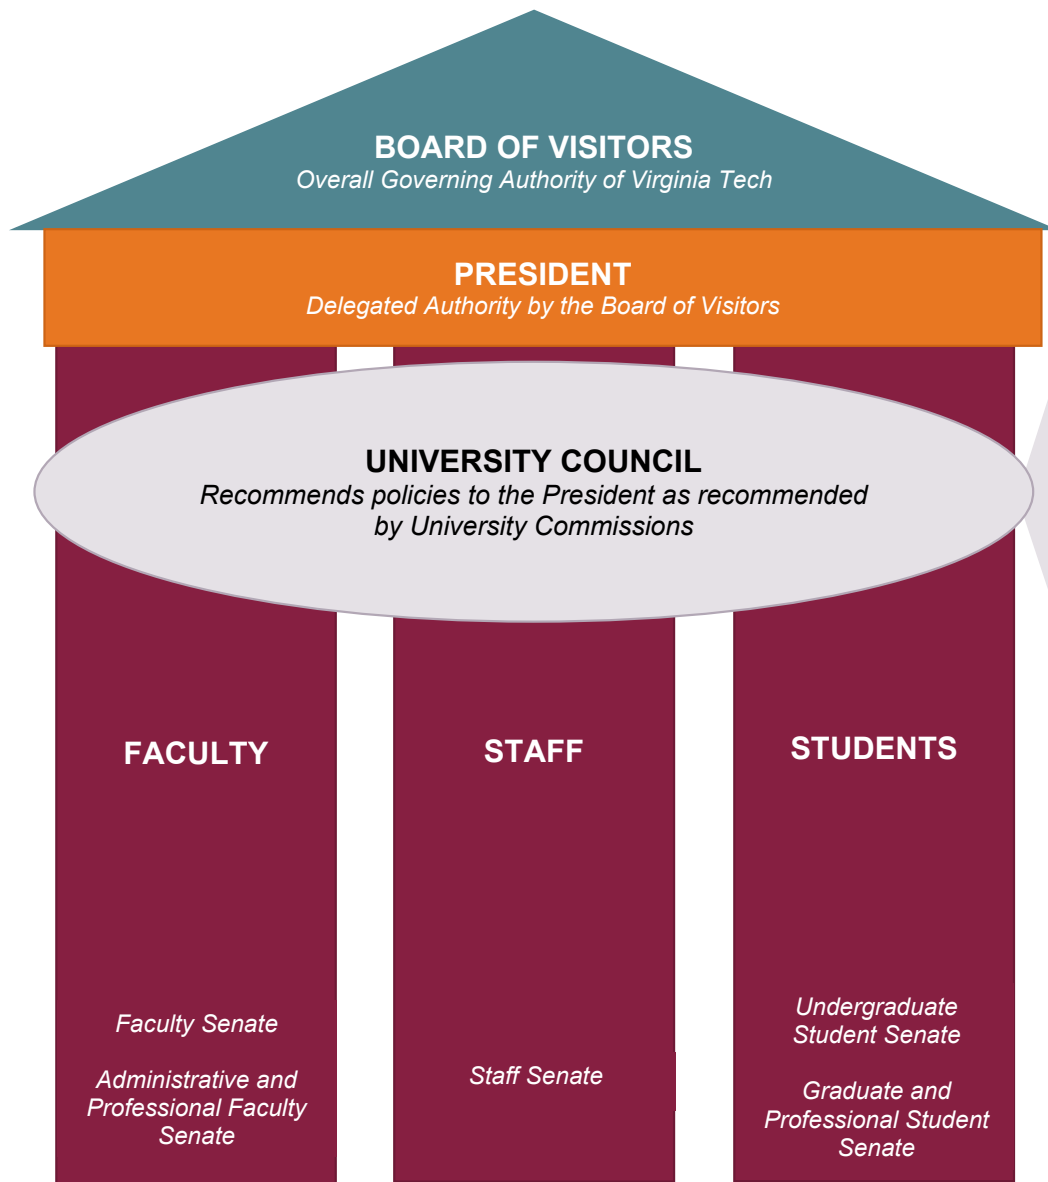 BOARD OF VISITORS
Overall Governing Authority of Virginia Tech
PRESIDENT
Delegated Authority by the Board of Visitors
UNIVERSITY COUNCIL
Recommends policies to the President as recommended
by University Commissions
FACULTY
STAFF
STUDENTS
Faculty Senate
Administrative and
Professional Faculty
Senate
Staff Senate
Undergraduate
Student Senate
Graduate and
Professional Student
Senate